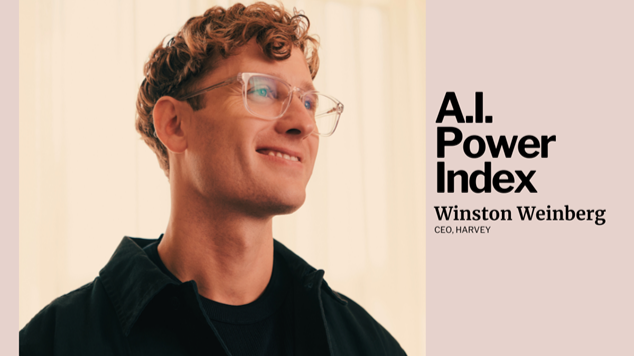 A.I.
Power
Index
Winston Weinberg
CEO, HARVEY